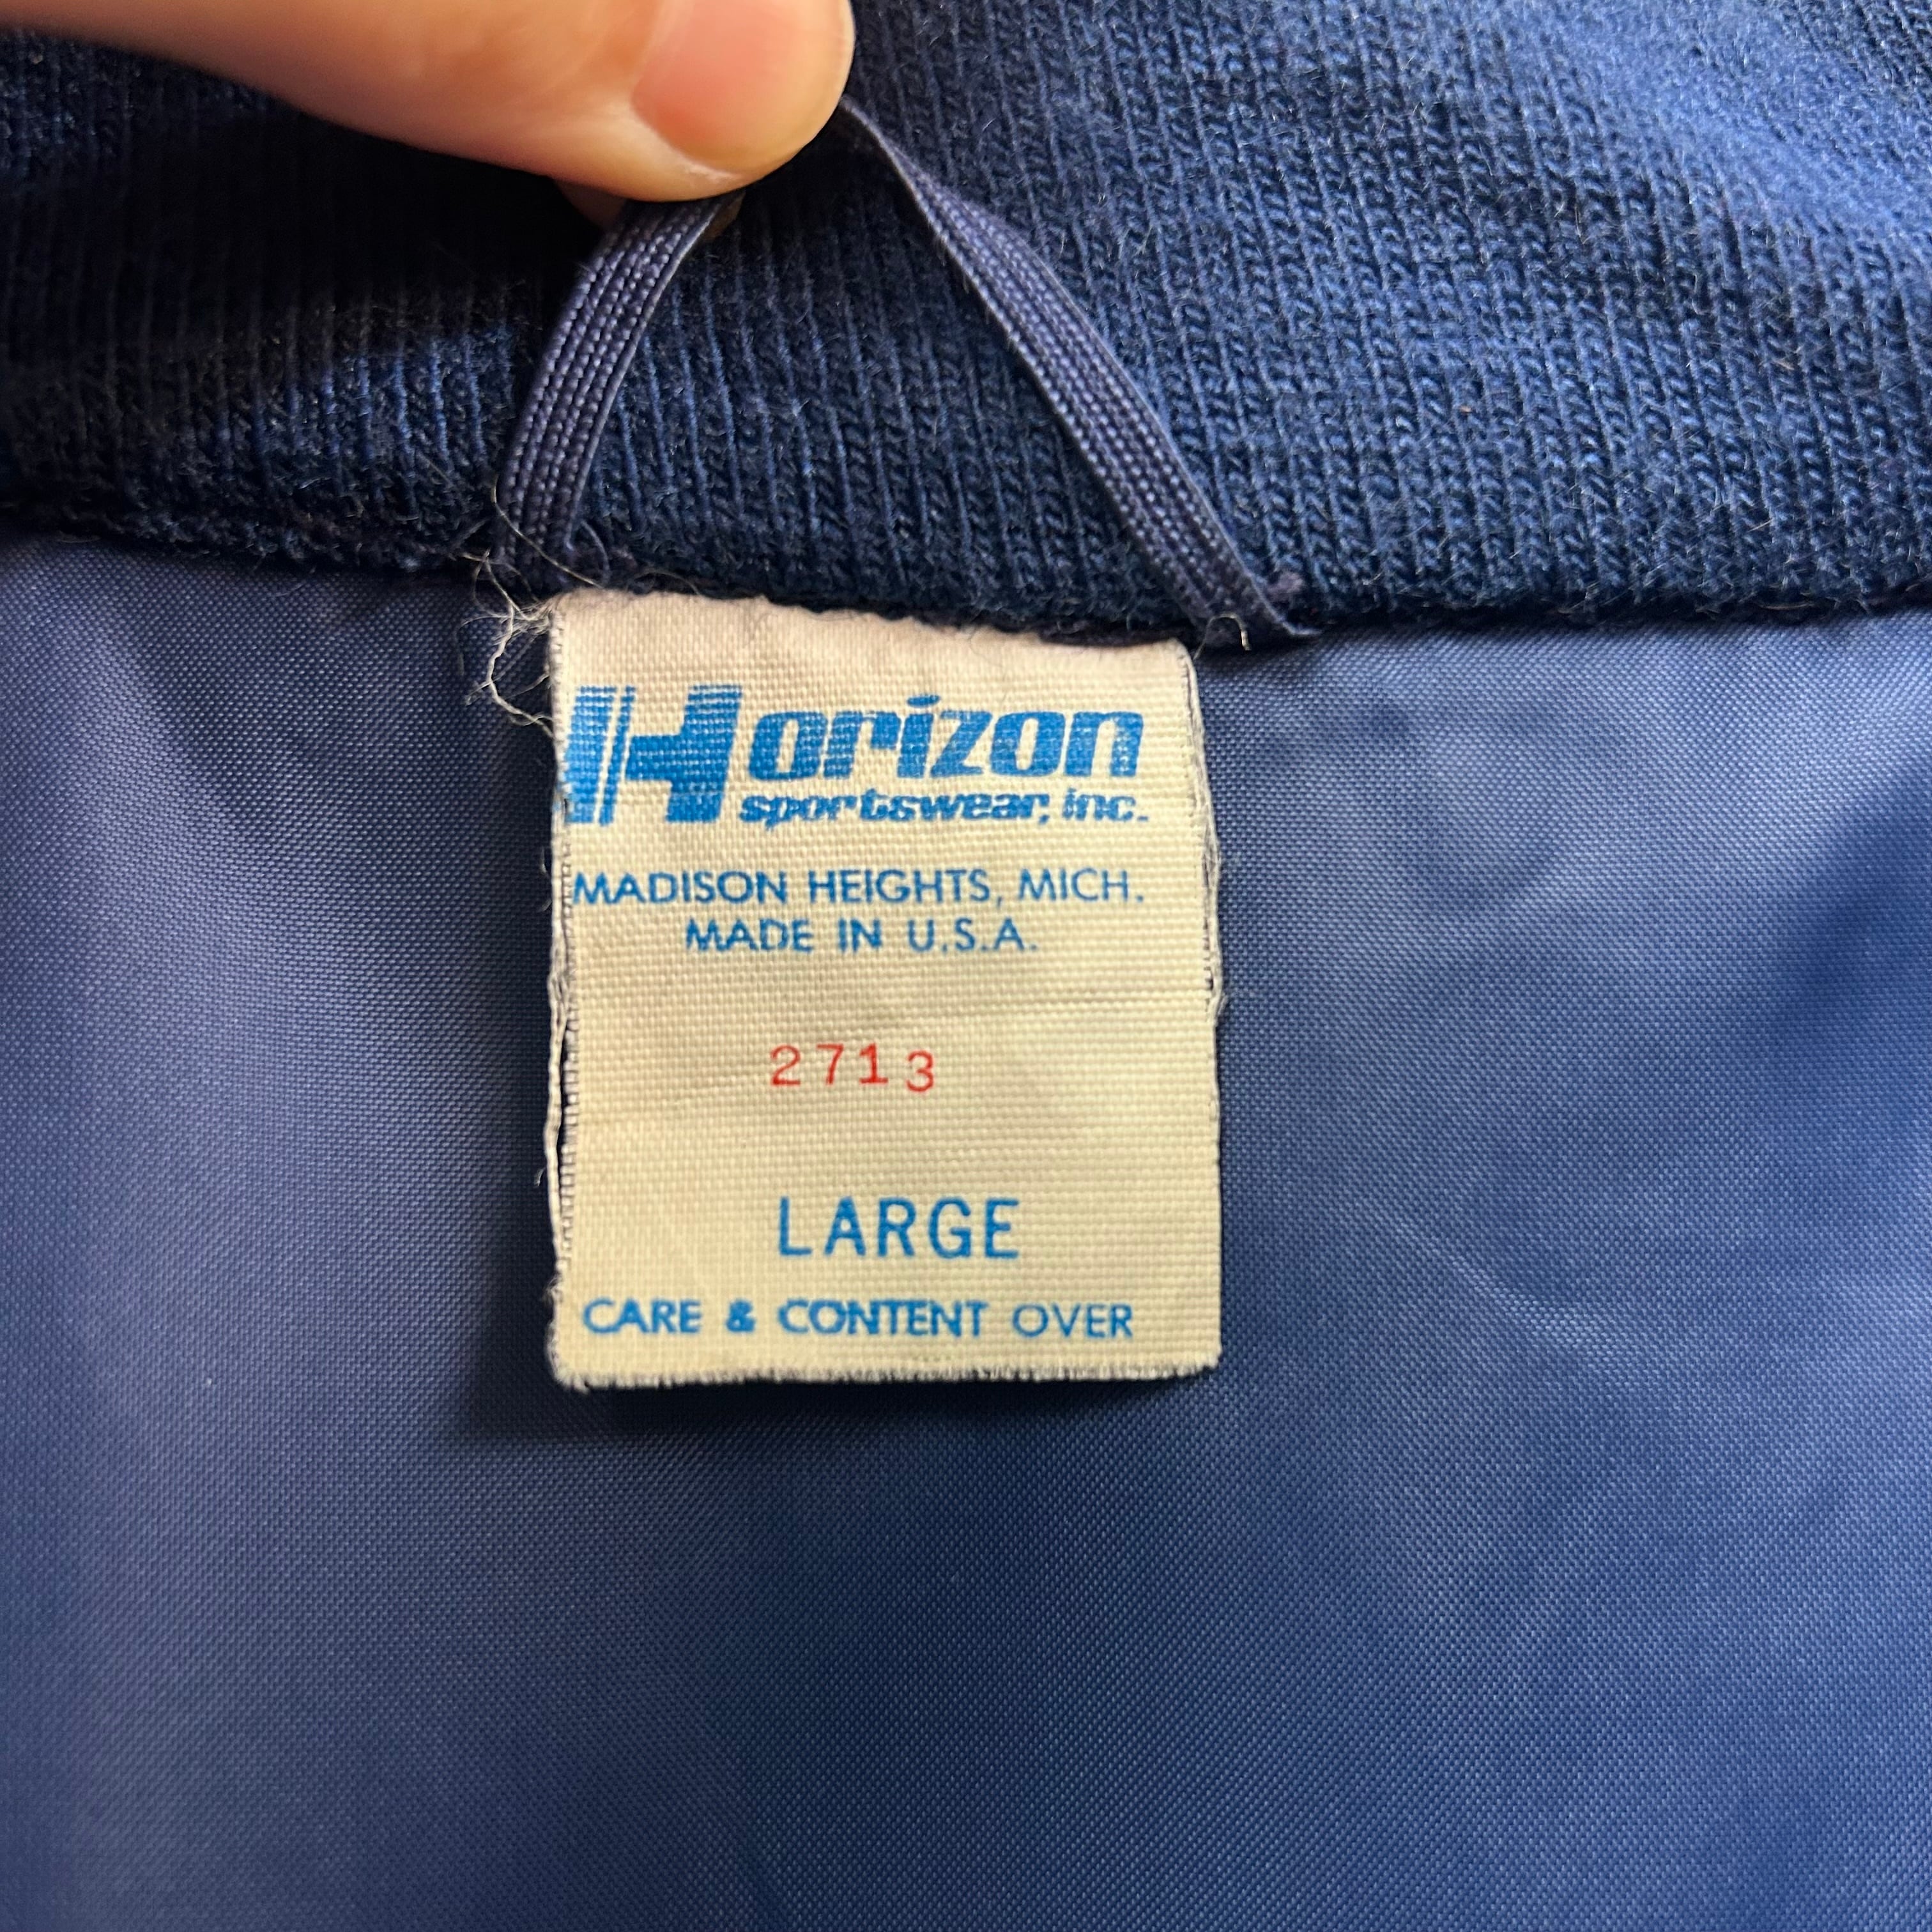 Horizon
sportswear, inc.
MADISON HEIGHTS, MICH.
MADE IN U.S.A.
2713
LARGE
CARE & CONTENT OVER